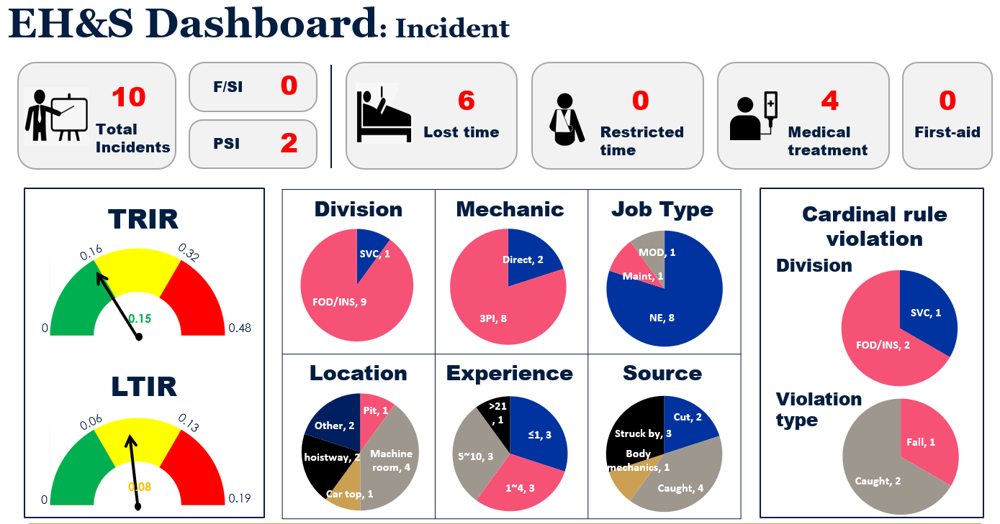 EH&S Dashboard: Incident
10
Total
Incidents
F/SI 0
PSI 2
6
Lost time
0
Restricted
time
4
Medical
treatment
0
First-aid
TRIR
0
0.16
0.32
0.48
0.15
LTIR
0
0.06
0.13
0.19
0.08
Division
SVC, 1
FOD/INS, 9
Mechanic
Direct, 2
3PI, 8
Job Type
MOD, 1
Maint, 1
NE, 8
Location
Pit, 1
Other, 2
hoistway, 2
Machine
room, 4
Car top, 1
Experience
>21
, 1
≤1, 3
5~10, 3
1~4, 3
Source
Cut, 2
Struck by, 3
Body
mechanics, 1
Caught, 4
Cardinal rule
violation
Division
SVC, 1
FOD/INS, 2
Violation
type
Fall, 1
Caught, 2